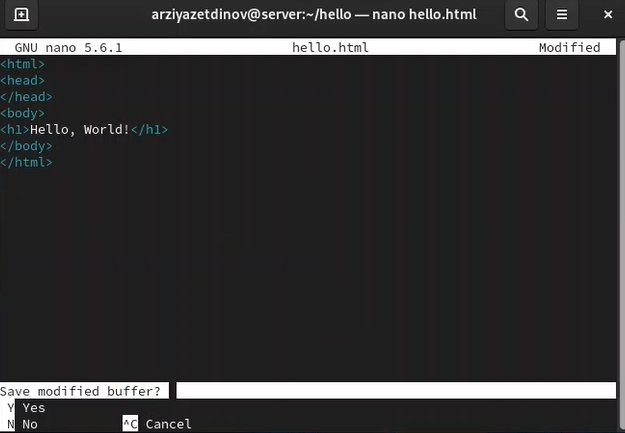 arziyazetdinov@server:~/hello — nano hello.html
GNU nano 5.6.1 hello.html Modified
<html>
<head>
</head>
<body>
<h1>Hello, World!</h1>
</body>
</html>
Save modified buffer?
Y Yes
N No ^C Cancel